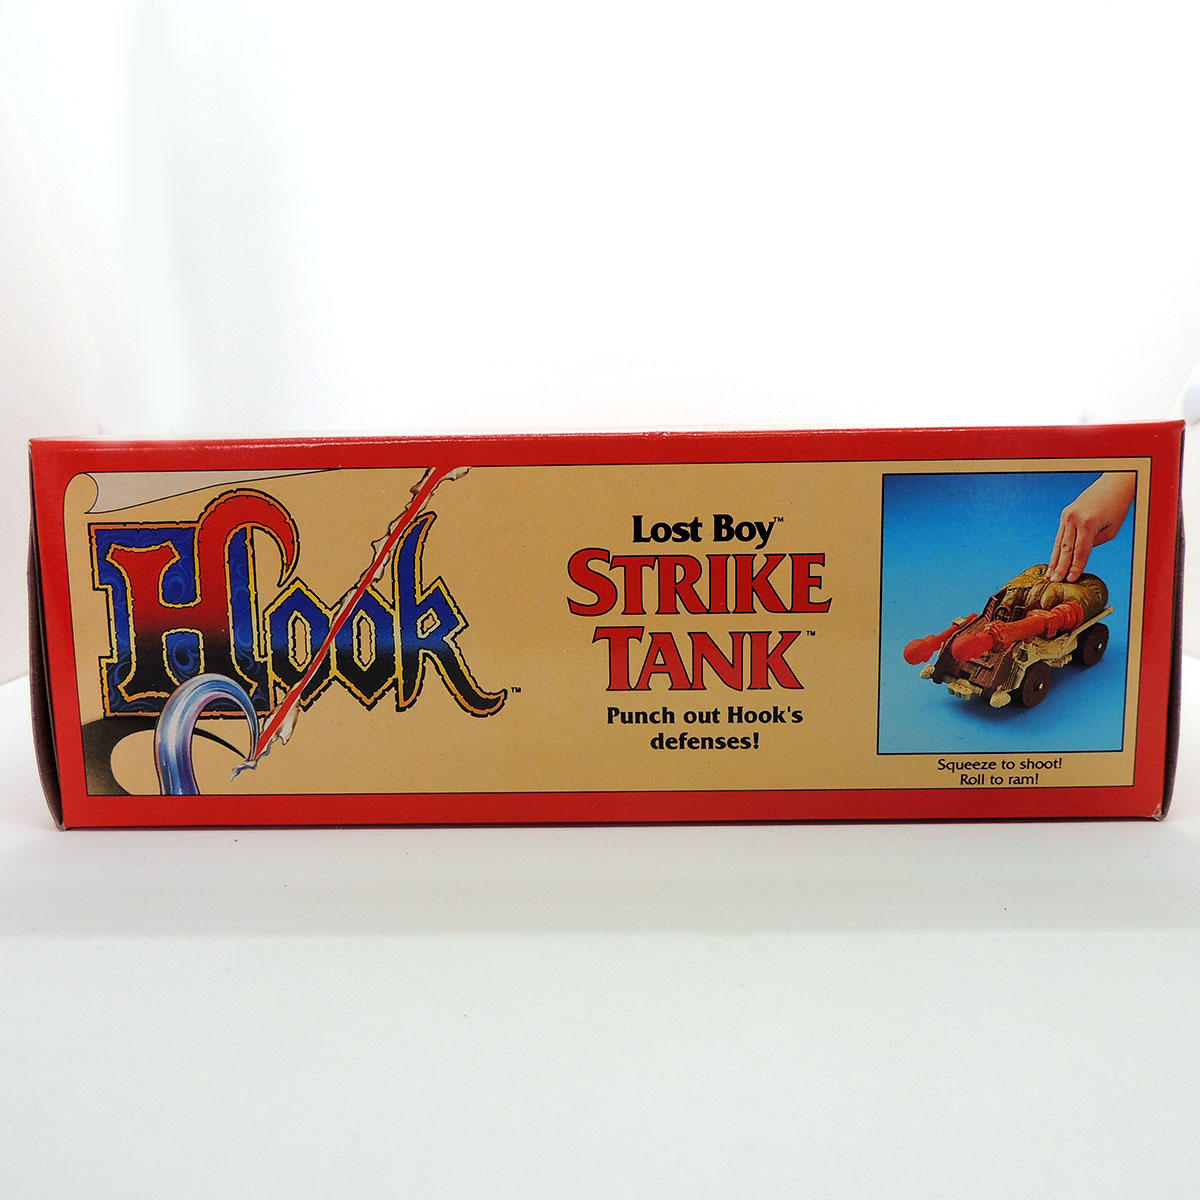 Hook™
Lost Boy™
STRIKE
TANK™
Punch out Hook's
defenses!
Squeeze to shoot!
Roll to ram!